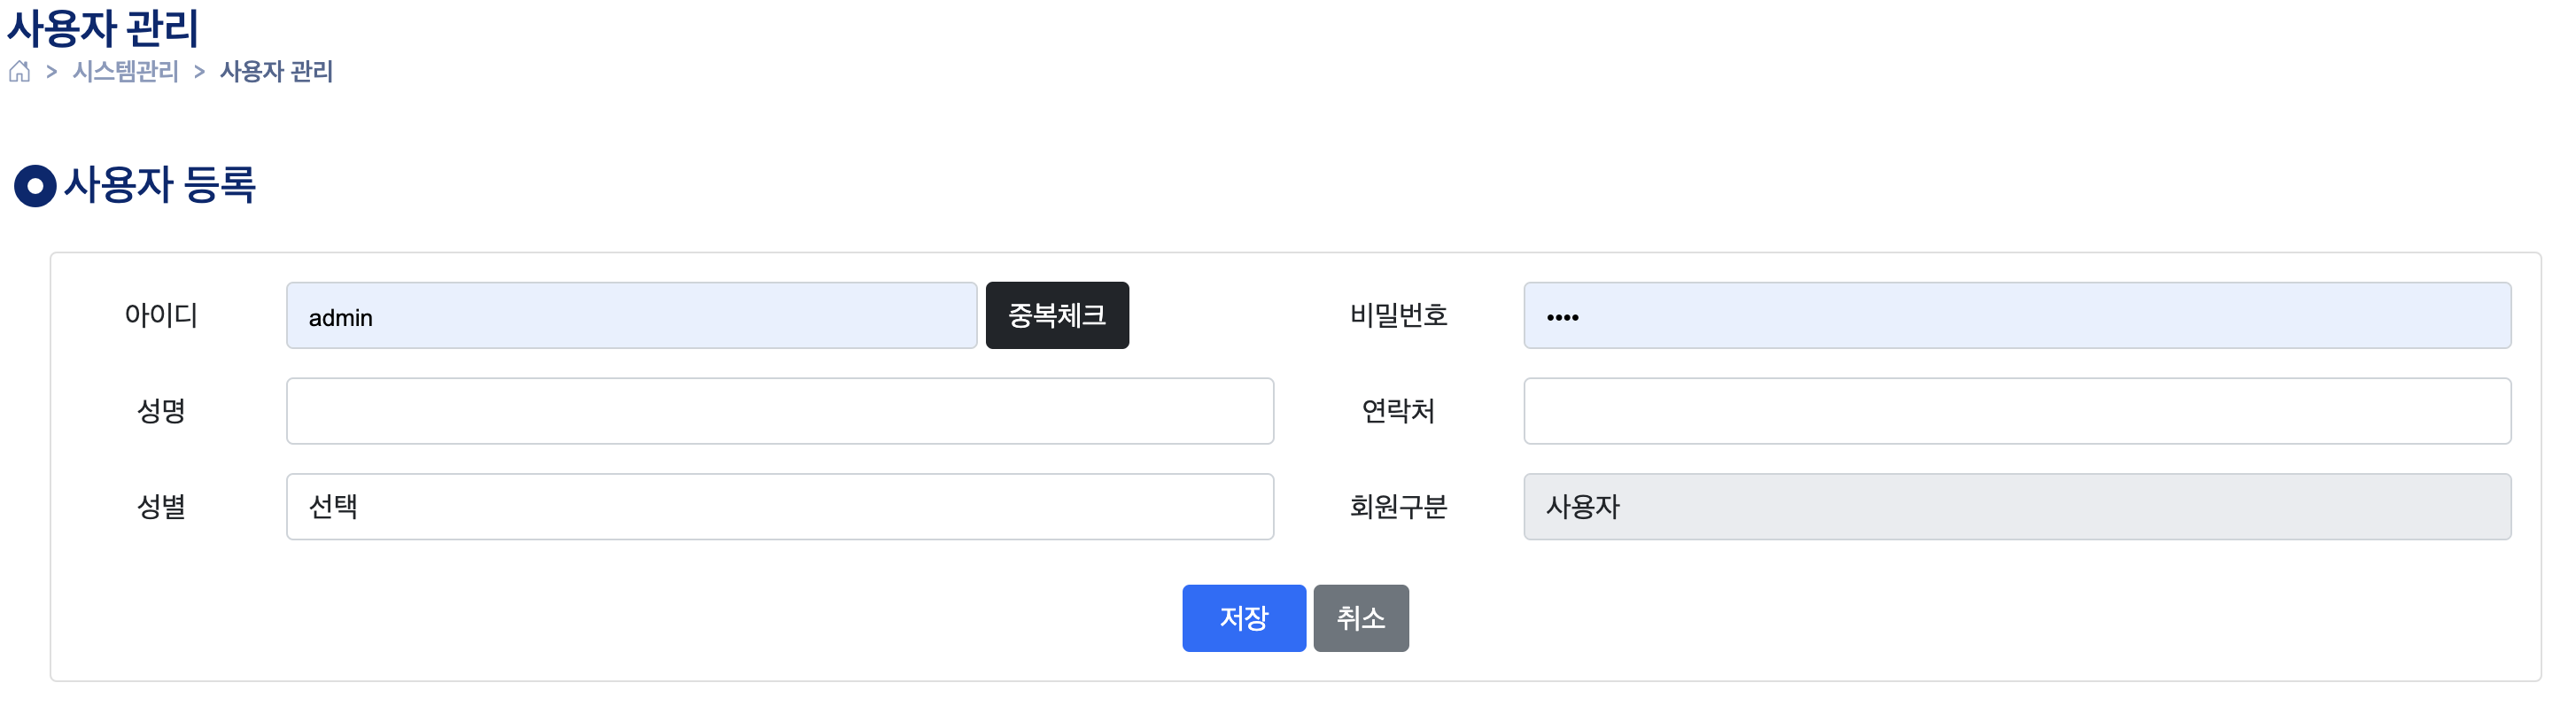 사용자 관리
> 시스템관리 > 사용자 관리
사용자 등록
아이디 admin 중복체크 비밀번호 ••••
성명 연락처
성별 선택 회원구분 사용자
저장 취소